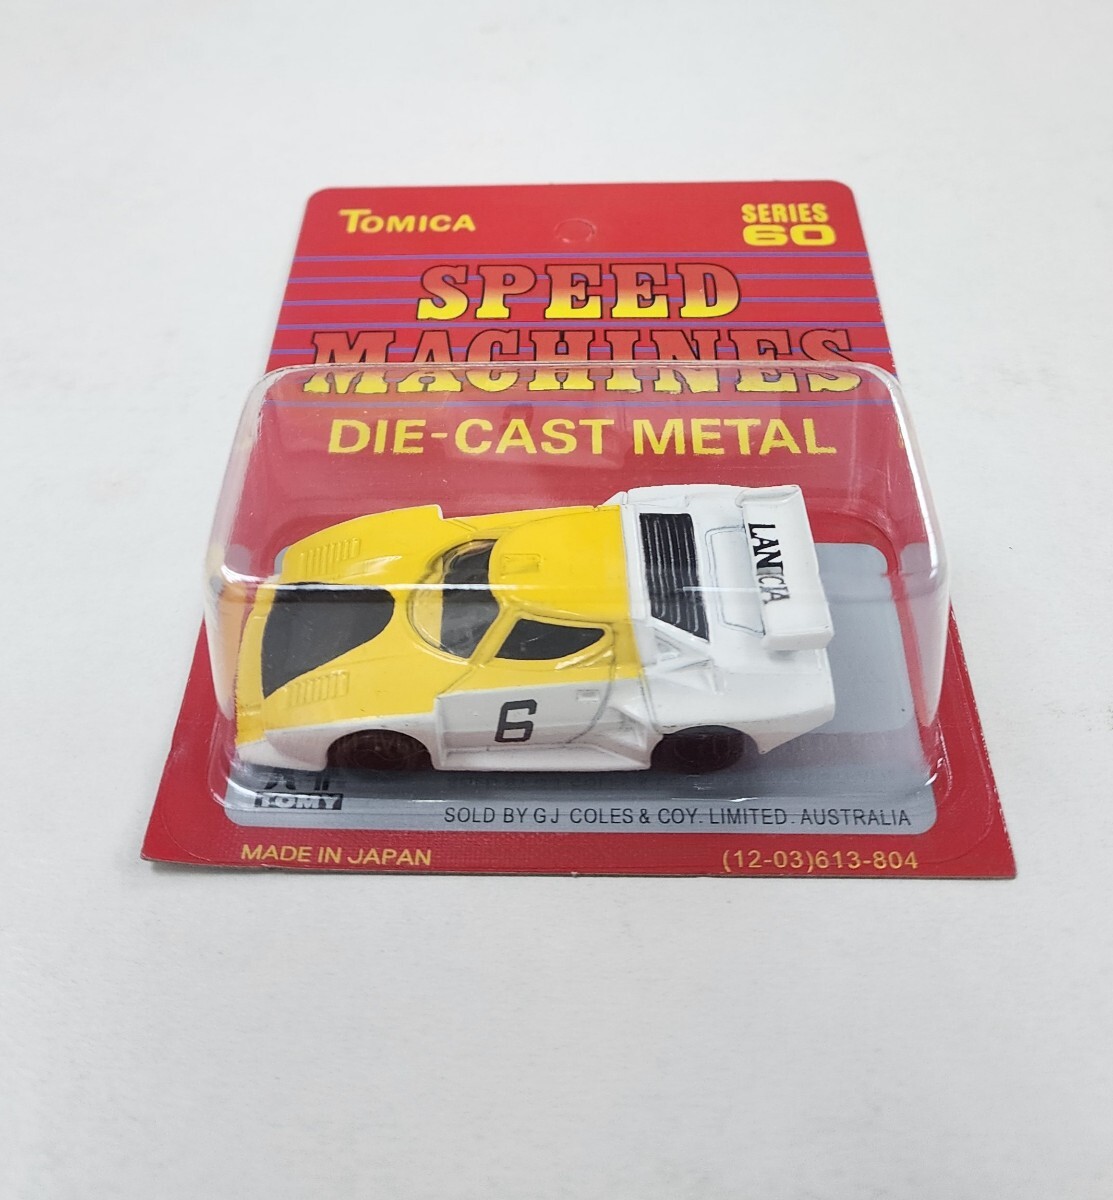 TOMICA
SERIES
60
SPEED
MACHINES
DIE-CAST METAL
LANCIA
6
TOMY
SOLD BY G.J. COLES & COY. LIMITED. AUSTRALIA
MADE IN JAPAN
(12-03)613-804